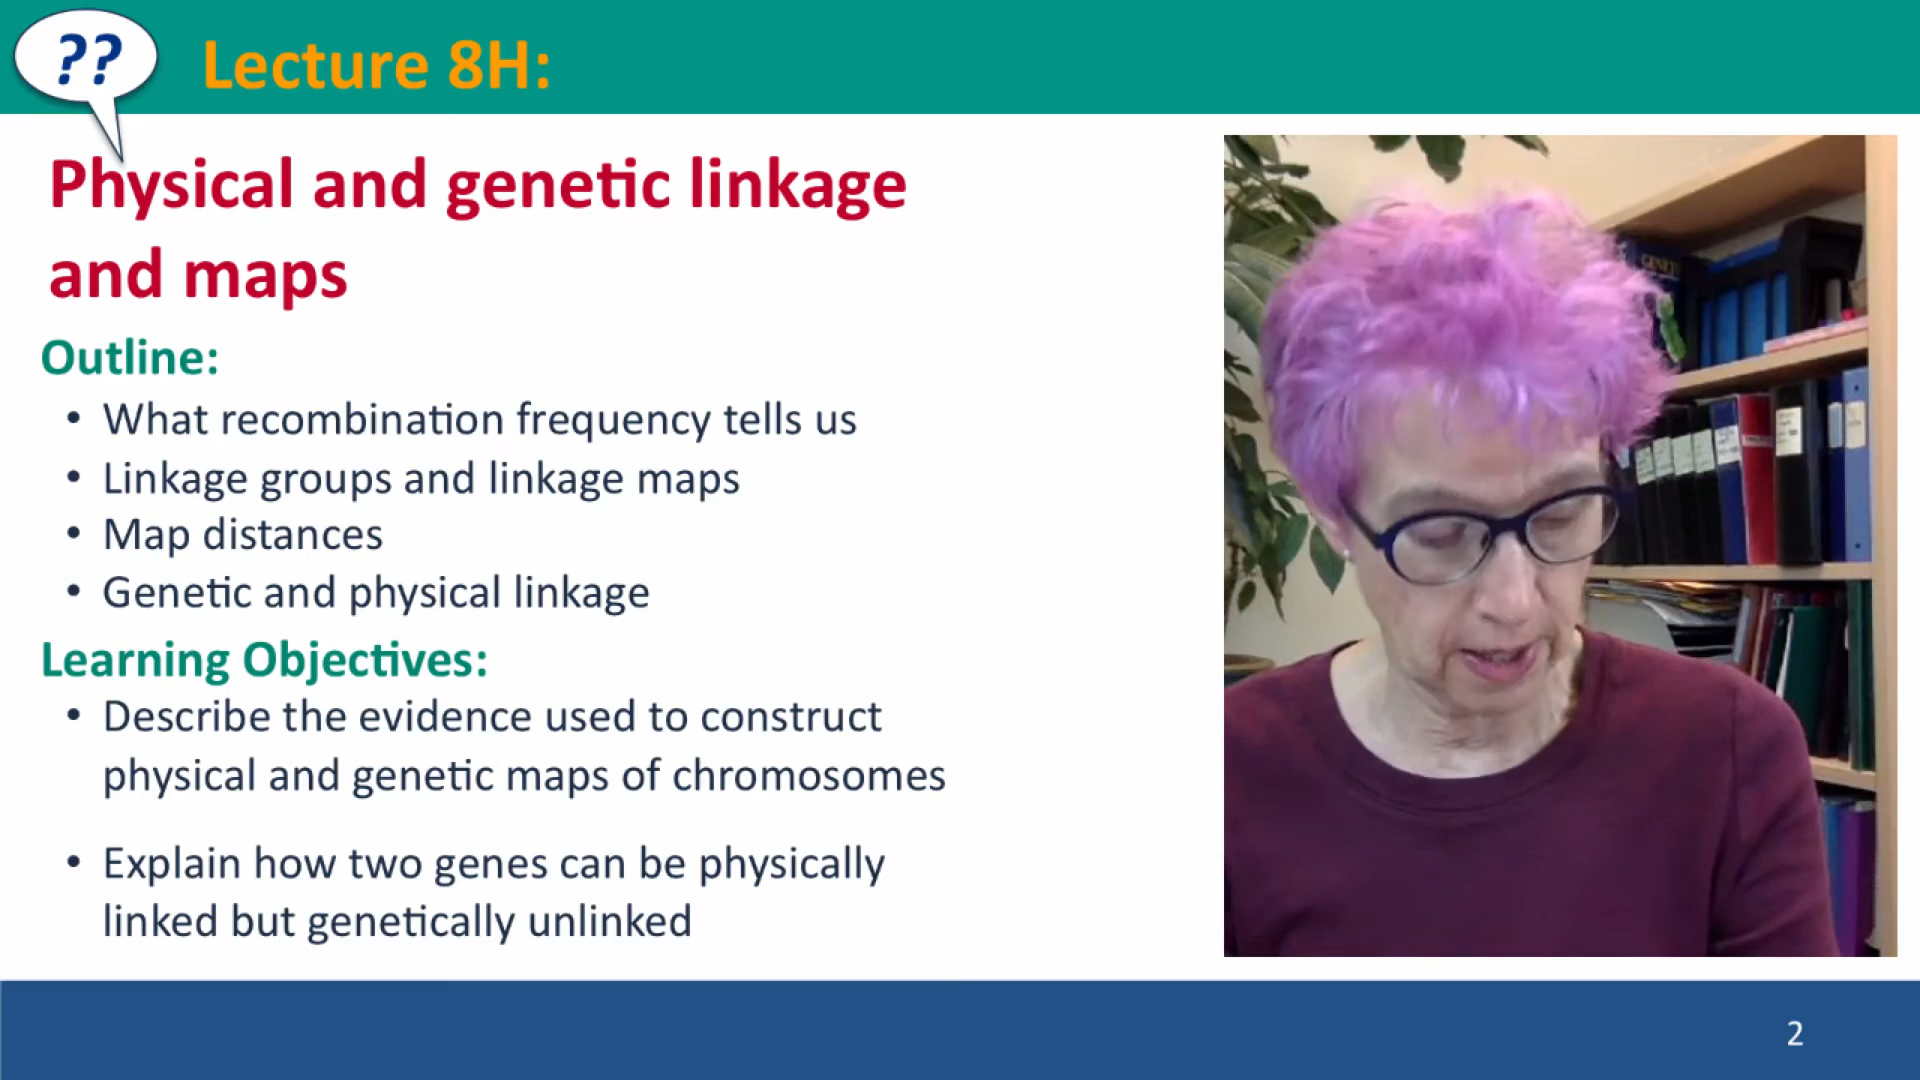 ??
Lecture 8H:
Physical and genetic linkage
and maps
Outline:
• What recombination frequency tells us
• Linkage groups and linkage maps
• Map distances
• Genetic and physical linkage
Learning Objectives:
• Describe the evidence used to construct
physical and genetic maps of chromosomes
• Explain how two genes can be physically
linked but genetically unlinked
2